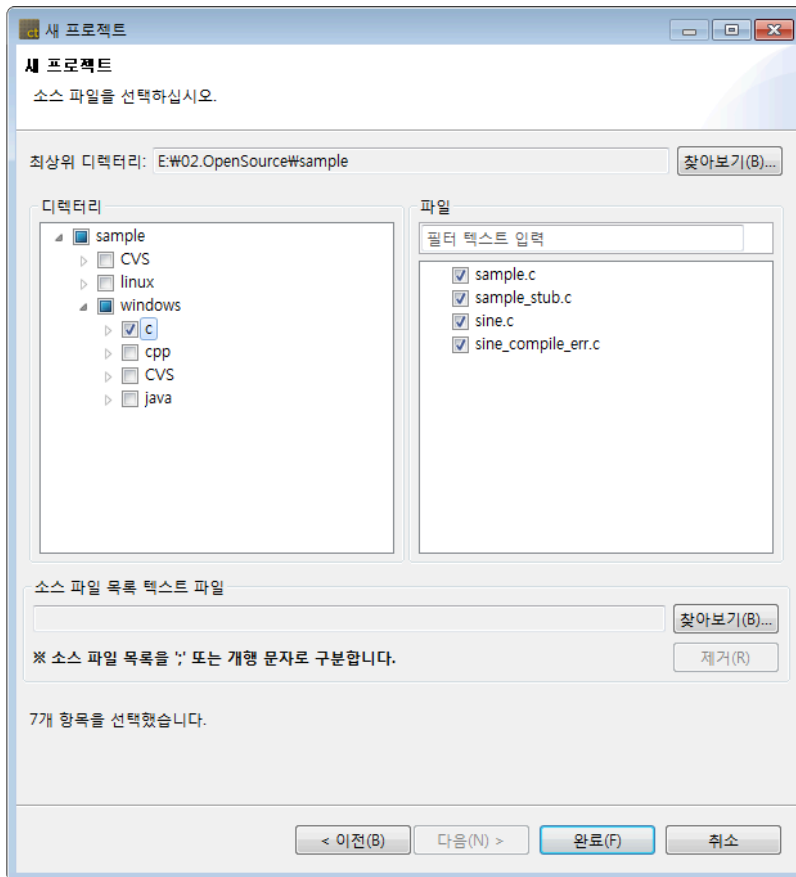 ct 새 프로젝트
새 프로젝트
소스 파일을 선택하십시오.
최상위 디렉터리: E:₩02.OpenSource₩sample 찾아보기(B)...
디렉터리
sample
CVS
linux
windows
c
cpp
CVS
java
파일
필터 텍스트 입력
sample.c
sample_stub.c
sine.c
sine_compile_err.c
소스 파일 목록 텍스트 파일
찾아보기(B)...
※ 소스 파일 목록을 ';' 또는 개행 문자로 구분합니다. 제거(R)
7개 항목을 선택했습니다.
< 이전(B) 다음(N) > 완료(F) 취소